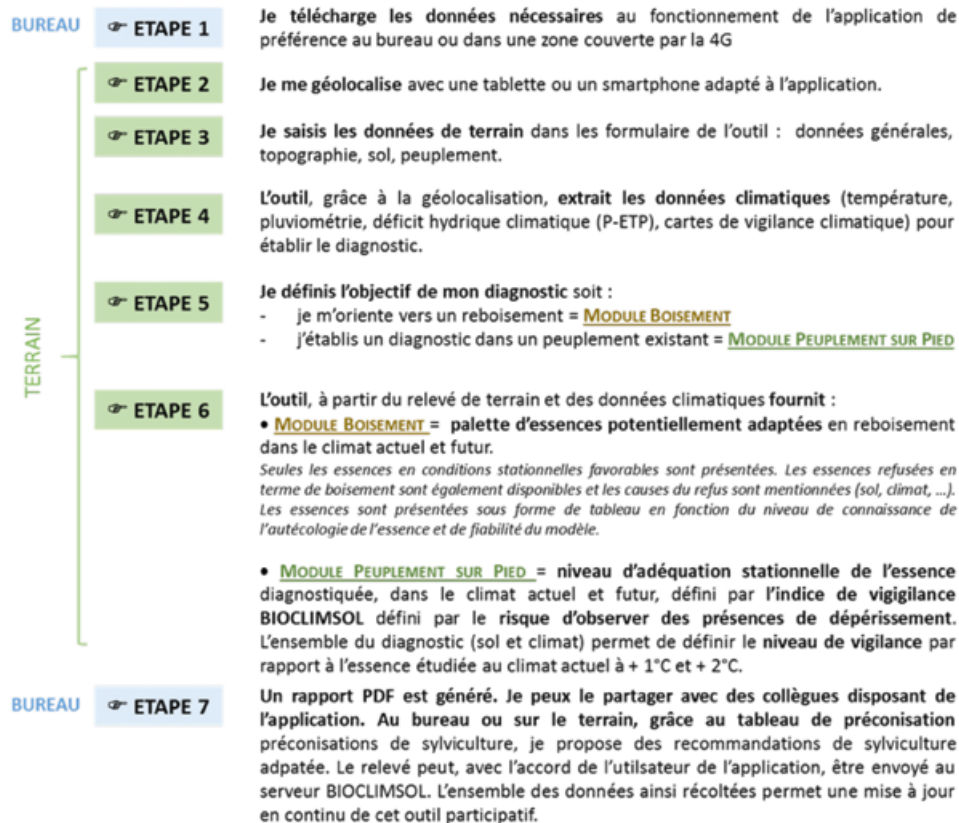 BUREAU
☞ ETAPE 1
Je télécharge les données nécessaires au fonctionnement de l'application de
préférence au bureau ou dans une zone couverte par la 4G
TERRAIN
☞ ETAPE 2
Je me géolocalise avec une tablette ou un smartphone adapté à l'application.
☞ ETAPE 3
Je saisis les données de terrain dans les formulaire de l'outil : données générales,
topographie, sol, peuplement.
☞ ETAPE 4
L'outil, grâce à la géolocalisation, extrait les données climatiques (température,
pluviométrie, déficit hydrique climatique (P-ETP), cartes de vigilance climatique) pour
établir le diagnostic.
☞ ETAPE 5
Je définis l'objectif de mon diagnostic soit :
- je m'oriente vers un reboisement = MODULE BOISEMENT
- j'établis un diagnostic dans un peuplement existant = MODULE PEUPLEMENT SUR PIED
☞ ETAPE 6
L'outil, à partir du relevé de terrain et des données climatiques fournit :
• MODULE BOISEMENT = palette d'essences potentiellement adaptées en reboisement
dans le climat actuel et futur.
Seules les essences en conditions stationnelles favorables sont présentées. Les essences refusées en
terme de boisement sont également disponibles et les causes du refus sont mentionnées (sol, climat, ...).
Les essences sont présentées sous forme de tableau en fonction du niveau de connaissance de
l'autécologie de l'essence et de fiabilité du modèle.
• MODULE PEUPLEMENT SUR PIED = niveau d'adéquation stationnelle de l'essence
diagnostiquée, dans le climat actuel et futur, défini par l'indice de vigigilance
BIOCLIMSOL défini par le risque d'observer des présences de dépérissement.
L'ensemble du diagnostic (sol et climat) permet de définir le niveau de vigilance par
rapport à l'essence étudiée au climat actuel à + 1°C et + 2°C.
BUREAU
☞ ETAPE 7
Un rapport PDF est généré. Je peux le partager avec des collègues disposant de
l'application. Au bureau ou sur le terrain, grâce au tableau de préconisation
préconisations de sylviculture, je propose des recommandations de sylviculture
adpatée. Le relevé peut, avec l'accord de l'utilsateur de l'application, être envoyé au
serveur BIOCLIMSOL. L'ensemble des données ainsi récoltées permet une mise à jour
en continu de cet outil participatif.